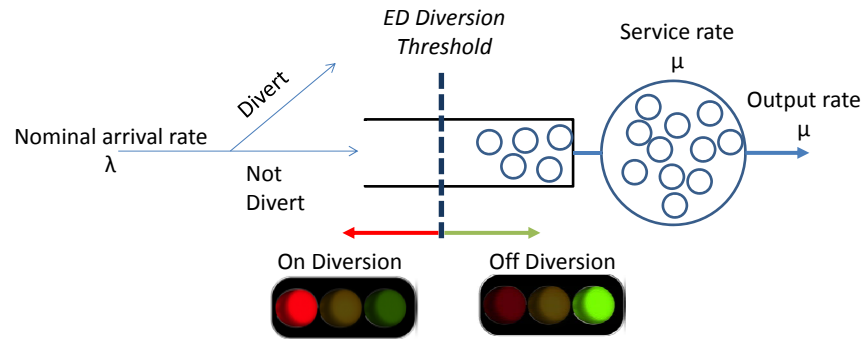 ED Diversion
Threshold
Service rate
μ
Divert
Output rate
μ
Nominal arrival rate
λ
Not
Divert
On Diversion
Off Diversion